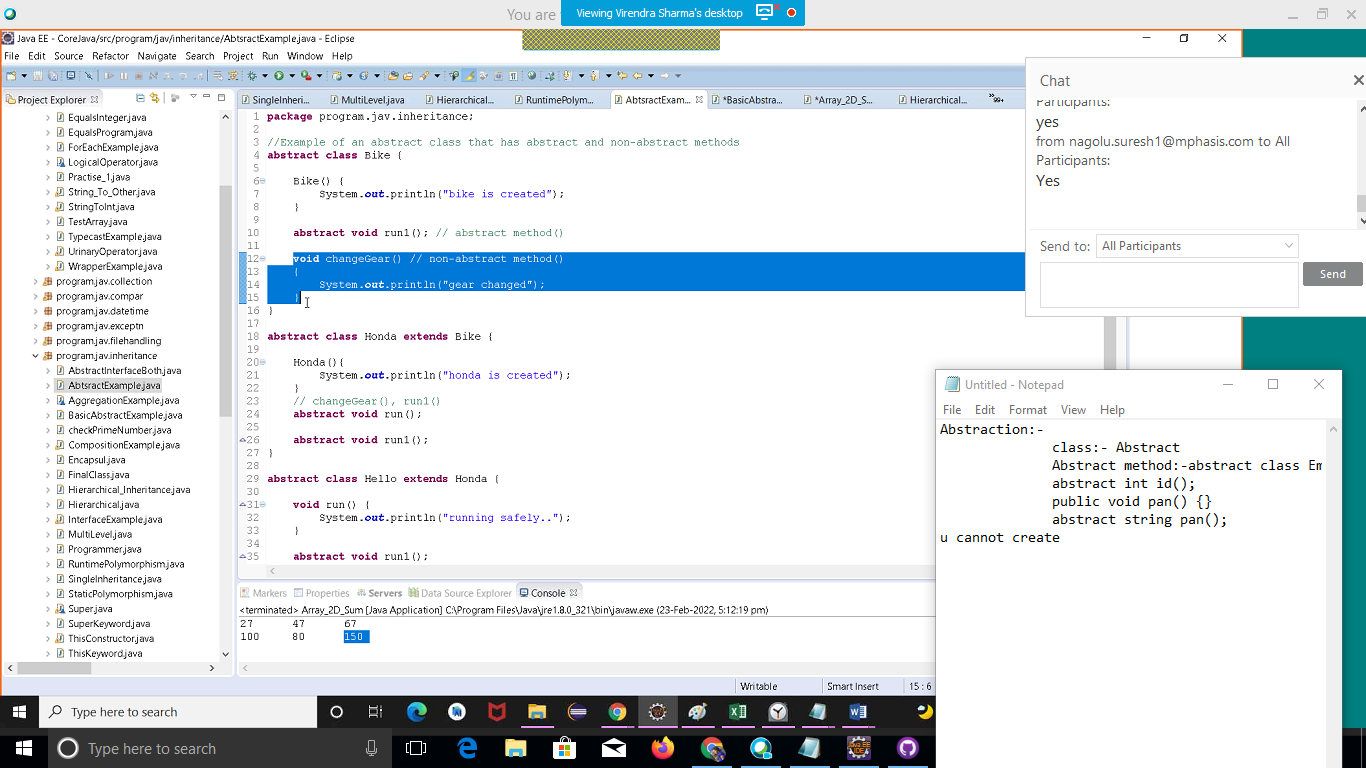 You are
Viewing Virendra Sharma's desktop
Java EE - CoreJava/src/program/jav/inheritance/AbtsractExample.java - Eclipse
File Edit Source Refactor Navigate Search Project Run Window Help
Project Explorer
EqualsInteger.java
EqualsProgram.java
ForEachExample.java
LogicalOperator.java
Practise_1.java
String_To_Other.java
StringToInt.java
TestArray.java
TypecastExample.java
UrinaryOperator.java
WrapperExample.java
program.jav.collection
program.jav.compar
program.jav.datetime
program.jav.exceptn
program.jav.filehandling
program.jav.inheritance
AbstractInterfaceBoth.java
AbtsractExample.java
AggregationExample.java
BasicAbstractExample.java
checkPrimeNumber.java
CompositionExample.java
Encapsul.java
FinalClass.java
Hierarchical_Inheritance.java
Hierarchical.java
InterfaceExample.java
MultiLevel.java
Programmer.java
RuntimePolymorphism.java
SingleInheritance.java
StaticPolymorphism.java
Super.java
SuperKeyword.java
ThisConstructor.java
ThisKeyword.java
SingleInheri... MultiLevel.java Hierarchical... RuntimePolym... AbtsractExam... *BasicAbstra... *Array_2D_S... Hierarchical...
1 package program.jav.inheritance;
2
3 //Example of an abstract class that has abstract and non-abstract methods
4 abstract class Bike {
5
6 Bike() {
7 System.out.println("bike is created");
8 }
9
10 abstract void run1(); // abstract method()
11
12 void changeGear() // non-abstract method()
13 {
14 System.out.println("gear changed");
15 }
16 }
17
18 abstract class Honda extends Bike {
19
20 Honda(){
21 System.out.println("honda is created");
22 }
23 // changeGear(), run1()
24 abstract void run();
25
26 abstract void run1();
27 }
28
29 abstract class Hello extends Honda {
30
31 void run() {
32 System.out.println("running safely..");
33 }
34
35 abstract void run1();
Markers Properties Servers Data Source Explorer Console
<terminated> Array_2D_Sum [Java Application] C:\Program Files\Java\jre1.8.0_321\bin\javaw.exe (23-Feb-2022, 5:12:19 pm)
27 47 67
100 80 150
Writable Smart Insert 15 : 6
Chat
Participants:
yes
from nagolu.suresh1@mphasis.com to All
Participants:
Yes
Send to: All Participants
Send
Untitled - Notepad
File Edit Format View Help
Abstraction:-
class:- Abstract
Abstract method:-abstract class Em
abstract int id();
public void pan() {}
abstract string pan();
u cannot create
Type here to search
Type here to search